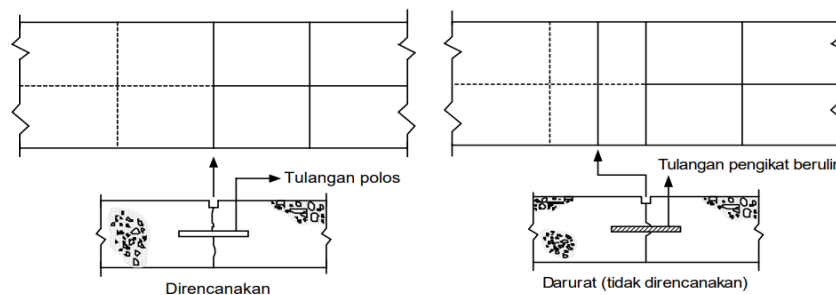 Tulangan polos
Direncanakan
Tulangan pengikat berulir
Darurat (tidak direncanakan)